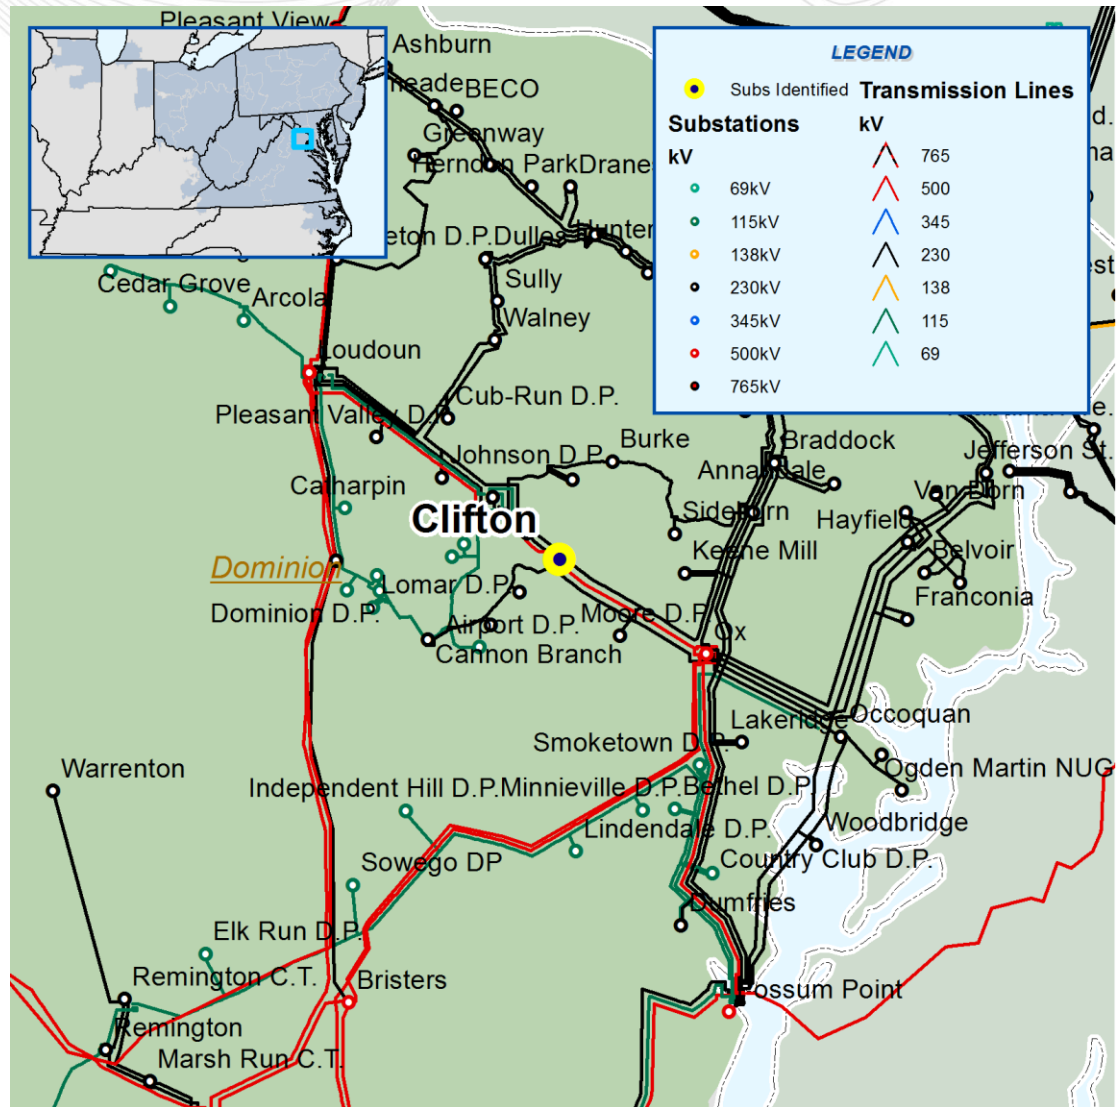 Pleasant View
Ashburn
meade
BECO
Greenway
Herndon Park
Drane
eton D.P.
Dulles
Hunter
Sully
Cedar Grove
Arcola
Walney
Loudoun
Pleasant Valley D.P.
Cub-Run D.P.
Johnson D.P.
Burke
Braddock
Annandale
Jefferson St.
Catharpin
Van Dorn
Clifton
Sideburn
Hayfield
Keene Mill
Belvoir
Dominion
Lomar D.P.
Franconia
Dominion D.P.
Airport D.P.
Moore D.P.
Ox
Cannon Branch
Lakeridge
Occoquan
Smoketown D.P.
Warrenton
Ogden Martin NUG
Independent Hill D.P.
Minnieville D.P.
Bethel D.P.
Lindendale D.P.
Woodbridge
Sowego DP
Country Club D.P.
Dumfries
Elk Run D.P.
Remington C.T.
Bristers
Possum Point
Remington
Marsh Run C.T.
LEGEND
Subs Identified
Transmission Lines
Substations
kV
kV
765
69kV
500
115kV
345
138kV
230
230kV
138
345kV
115
500kV
69
765kV
d.
est
e.